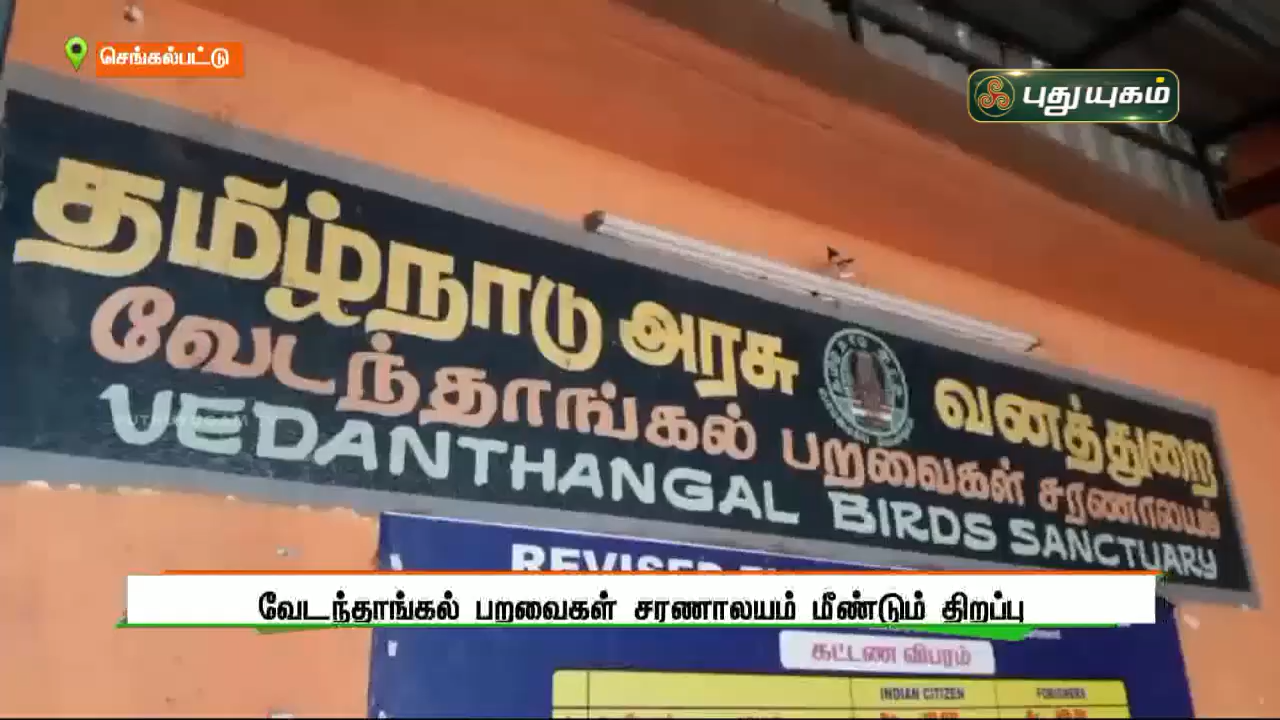 செங்கல்பட்டு
புதுயுகம்
தமிழ்நாடு அரசு வனத்துறை
வேடந்தாங்கல் பறவைகள் சரணாலயம்
VEDANTHANGAL BIRDS SANCTUARY
REVISED
வேடந்தாங்கல் பறவைகள் சரணாலயம் மீண்டும் திறப்பு
கட்டண விபரம்
INDIAN CITIZEN